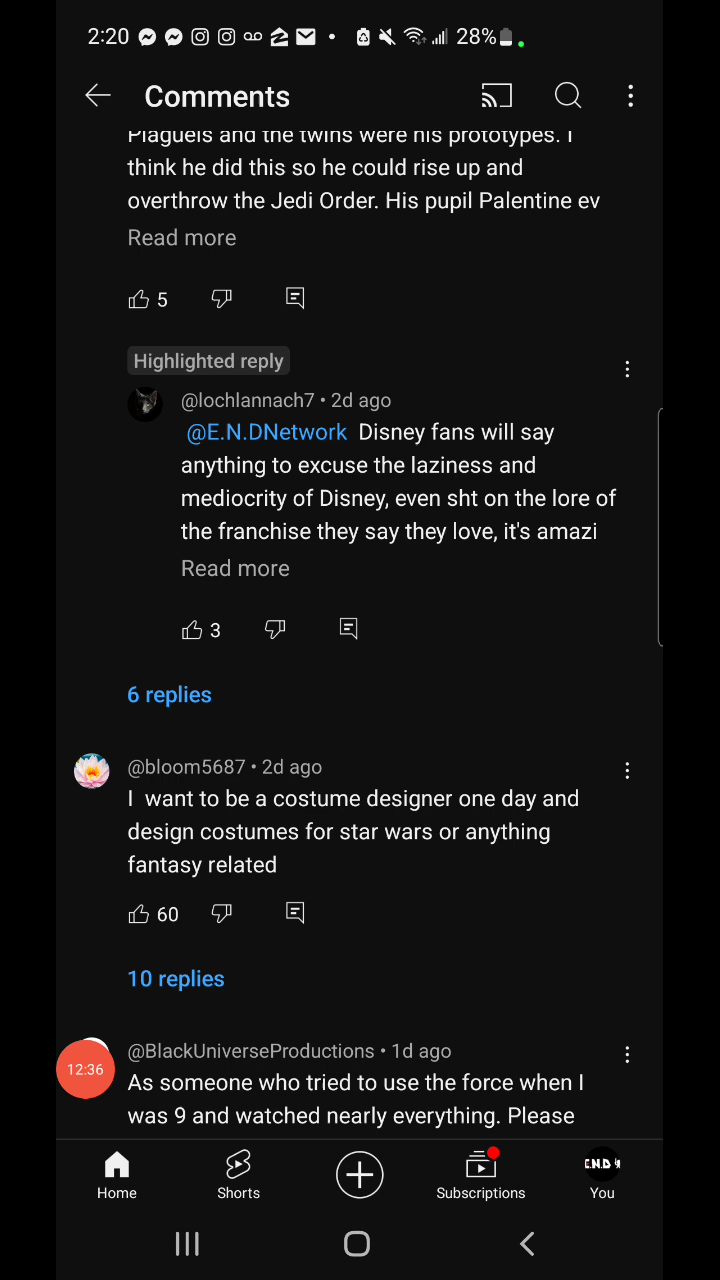 2:20
28%
Comments
Plagueis and the twins were his prototypes. I
think he did this so he could rise up and
overthrow the Jedi Order. His pupil Palentine ev
Read more
5
Highlighted reply
@lochlannach7 • 2d ago
@E.N.DNetwork Disney fans will say
anything to excuse the laziness and
mediocrity of Disney, even sht on the lore of
the franchise they say they love, it's amazi
Read more
3
6 replies
@bloom5687 • 2d ago
I want to be a costume designer one day and
design costumes for star wars or anything
fantasy related
60
10 replies
@BlackUniverseProductions • 1d ago
12:36
As someone who tried to use the force when I
was 9 and watched nearly everything. Please
Home
Shorts
Subscriptions
You